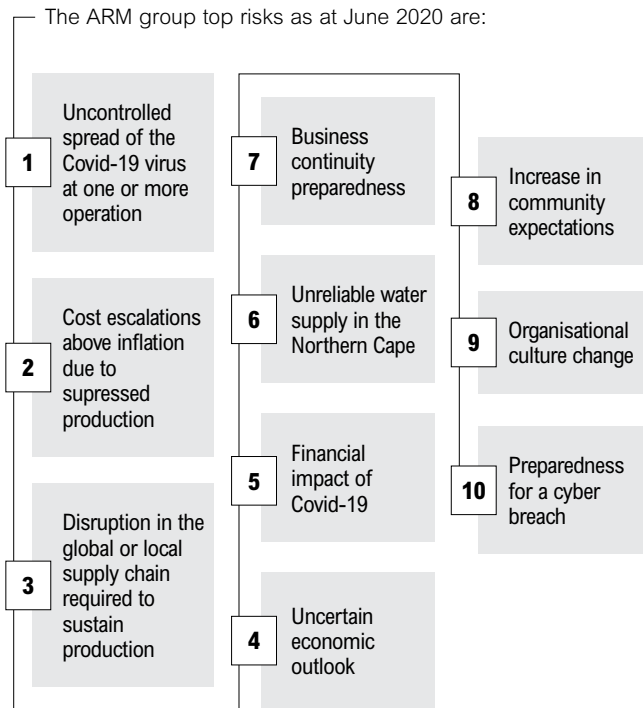 The ARM group top risks as at June 2020 are:
1
Uncontrolled
spread of the
Covid-19 virus
at one or more
operation
2
Cost escalations
above inflation
due to
supressed
production
3
Disruption in the
global or local
supply chain
required to
sustain
production
4
Uncertain
economic
outlook
5
Financial
impact of
Covid-19
6
Unreliable water
supply in the
Northern Cape
7
Business
continuity
preparedness
8
Increase in
community
expectations
9
Organisational
culture change
10
Preparedness
for a cyber
breach